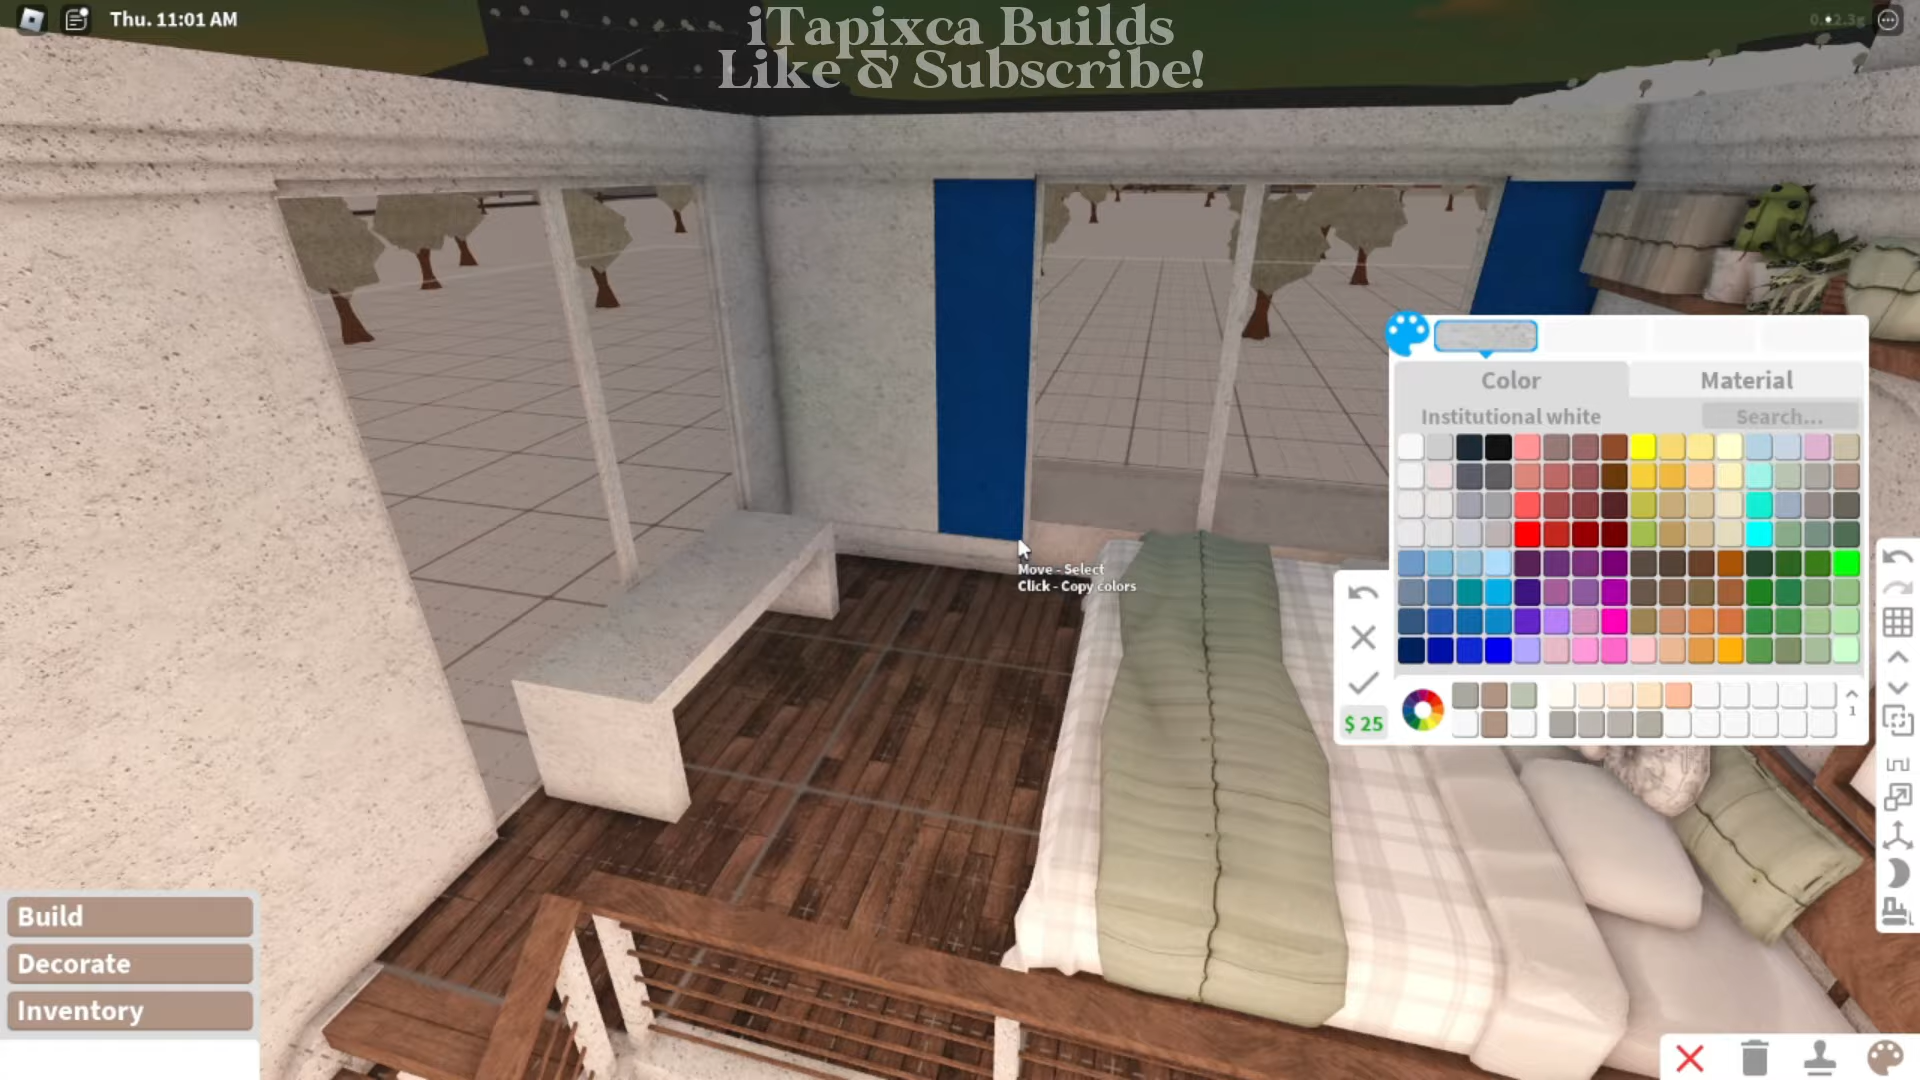 Thu. 11:01 AM
iTapixca Builds
Like & Subscribe!
Color
Material
Institutional white
Search...
Move - Select
Click - Copy colors
$ 25
1
Build
Decorate
Inventory